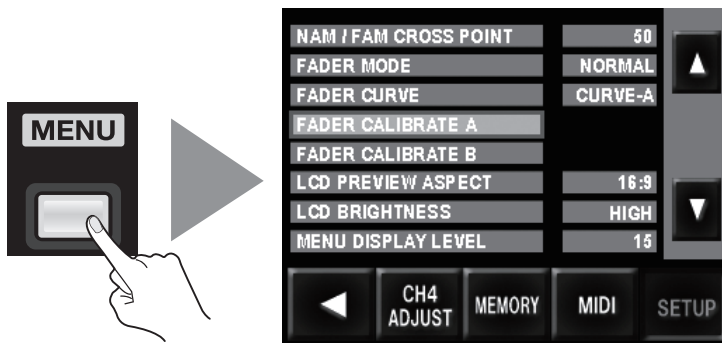 MENU
NAM / FAM CROSS POINT 50
FADER MODE NORMAL
FADER CURVE CURVE-A
FADER CALIBRATE A
FADER CALIBRATE B
LCD PREVIEW ASPECT 16:9
LCD BRIGHTNESS HIGH
MENU DISPLAY LEVEL 15
CH4 ADJUST MEMORY MIDI SETUP